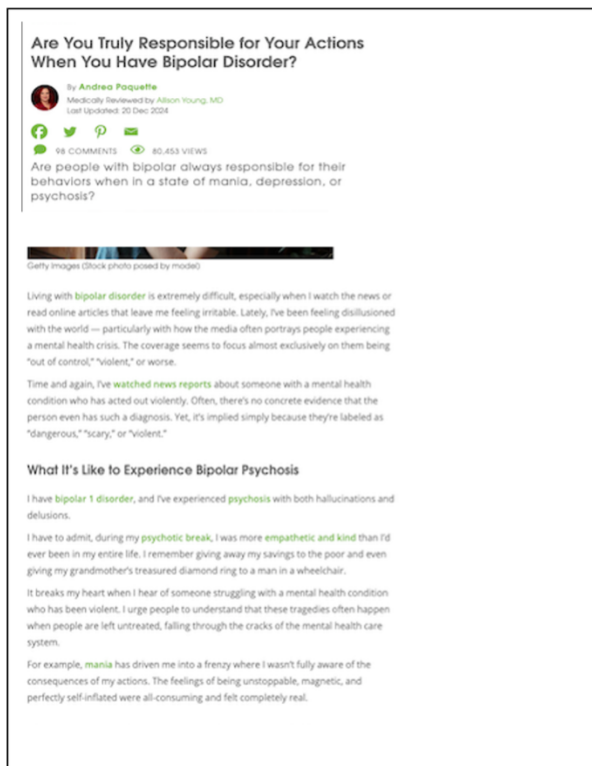 Are You Truly Responsible for Your Actions
When You Have Bipolar Disorder?
By Andrea Paquette
Medically Reviewed by Allison Young, MD
Last Updated: 20 Dec 2024
98 COMMENTS 80,453 VIEWS
Are people with bipolar always responsible for their
behaviors when in a state of mania, depression, or
psychosis?
Getty Images (Stock photo posed by model)
Living with bipolar disorder is extremely difficult, especially when I watch the news or
read online articles that leave me feeling irritable. Lately, I've been feeling disillusioned
with the world — particularly with how the media often portrays people experiencing
a mental health crisis. The coverage seems to focus almost exclusively on them being
"out of control," "violent," or worse.
Time and again, I've watched news reports about someone with a mental health
condition who has acted out violently. Often, there's no concrete evidence that the
person even has such a diagnosis. Yet, it's implied simply because they're labeled as
"dangerous," "scary," or "violent."
What It's Like to Experience Bipolar Psychosis
I have bipolar 1 disorder, and I've experienced psychosis with both hallucinations and
delusions.
I have to admit, during my psychotic break, I was more empathetic and kind than I'd
ever been in my entire life. I remember giving away my savings to the poor and even
giving my grandmother's treasured diamond ring to a man in a wheelchair.
It breaks my heart when I hear of someone struggling with a mental health condition
who has been violent. I urge people to understand that these tragedies often happen
when people are left untreated, falling through the cracks of the mental health care
system.
For example, mania has driven me into a frenzy where I wasn't fully aware of the
consequences of my actions. The feelings of being unstoppable, magnetic, and
perfectly self-inflated were all-consuming and felt completely real.